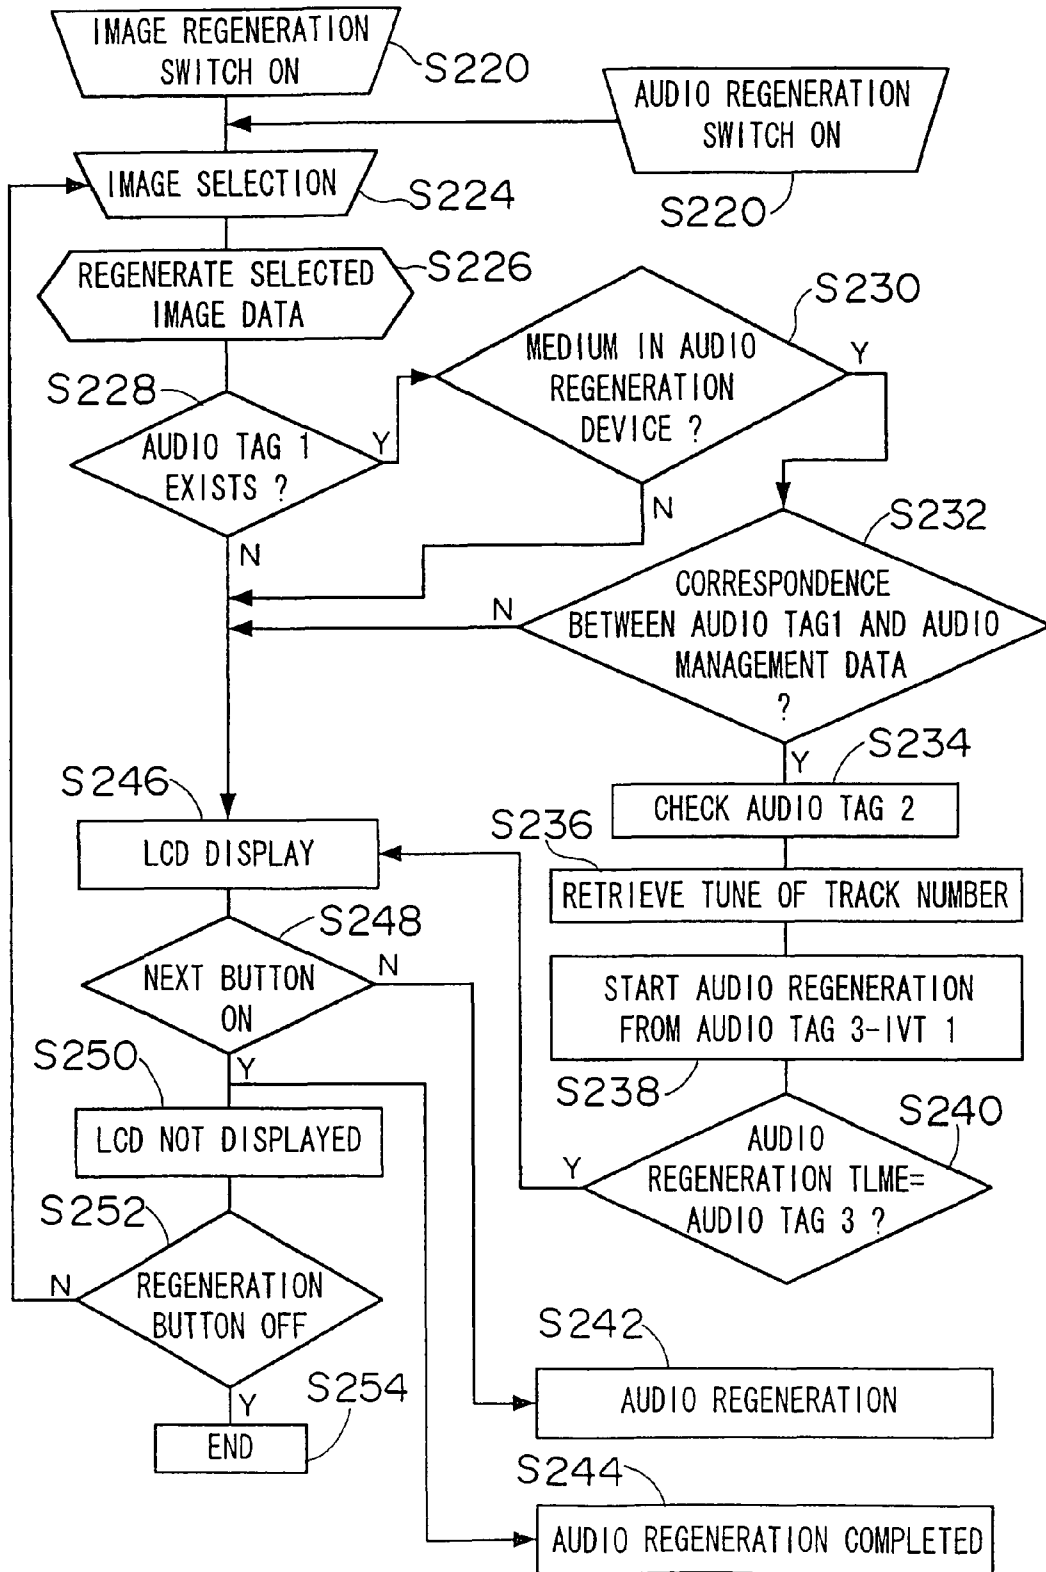 IMAGE REGENERATION
SWITCH ON
S220
AUDIO REGENERATION
SWITCH ON
S220
IMAGE SELECTION
S224
REGENERATE SELECTED
IMAGE DATA
S226
S228
AUDIO TAG 1
EXISTS ?
Y
N
S230
MEDIUM IN AUDIO
REGENERATION
DEVICE ?
Y
N
S232
CORRESPONDENCE
BETWEEN AUDIO TAG1 AND AUDIO
MANAGEMENT DATA
?
N
Y
S234
CHECK AUDIO TAG 2
S236
RETRIEVE TUNE OF TRACK NUMBER
START AUDIO REGENERATION
FROM AUDIO TAG 3-IVT 1
S238
S240
AUDIO
REGENERATION TLME=
AUDIO TAG 3 ?
Y
S246
LCD DISPLAY
S248
NEXT BUTTON
ON
N
Y
S250
LCD NOT DISPLAYED
S252
REGENERATION
BUTTON OFF
N
Y
S254
END
S242
AUDIO REGENERATION
S244
AUDIO REGENERATION COMPLETED